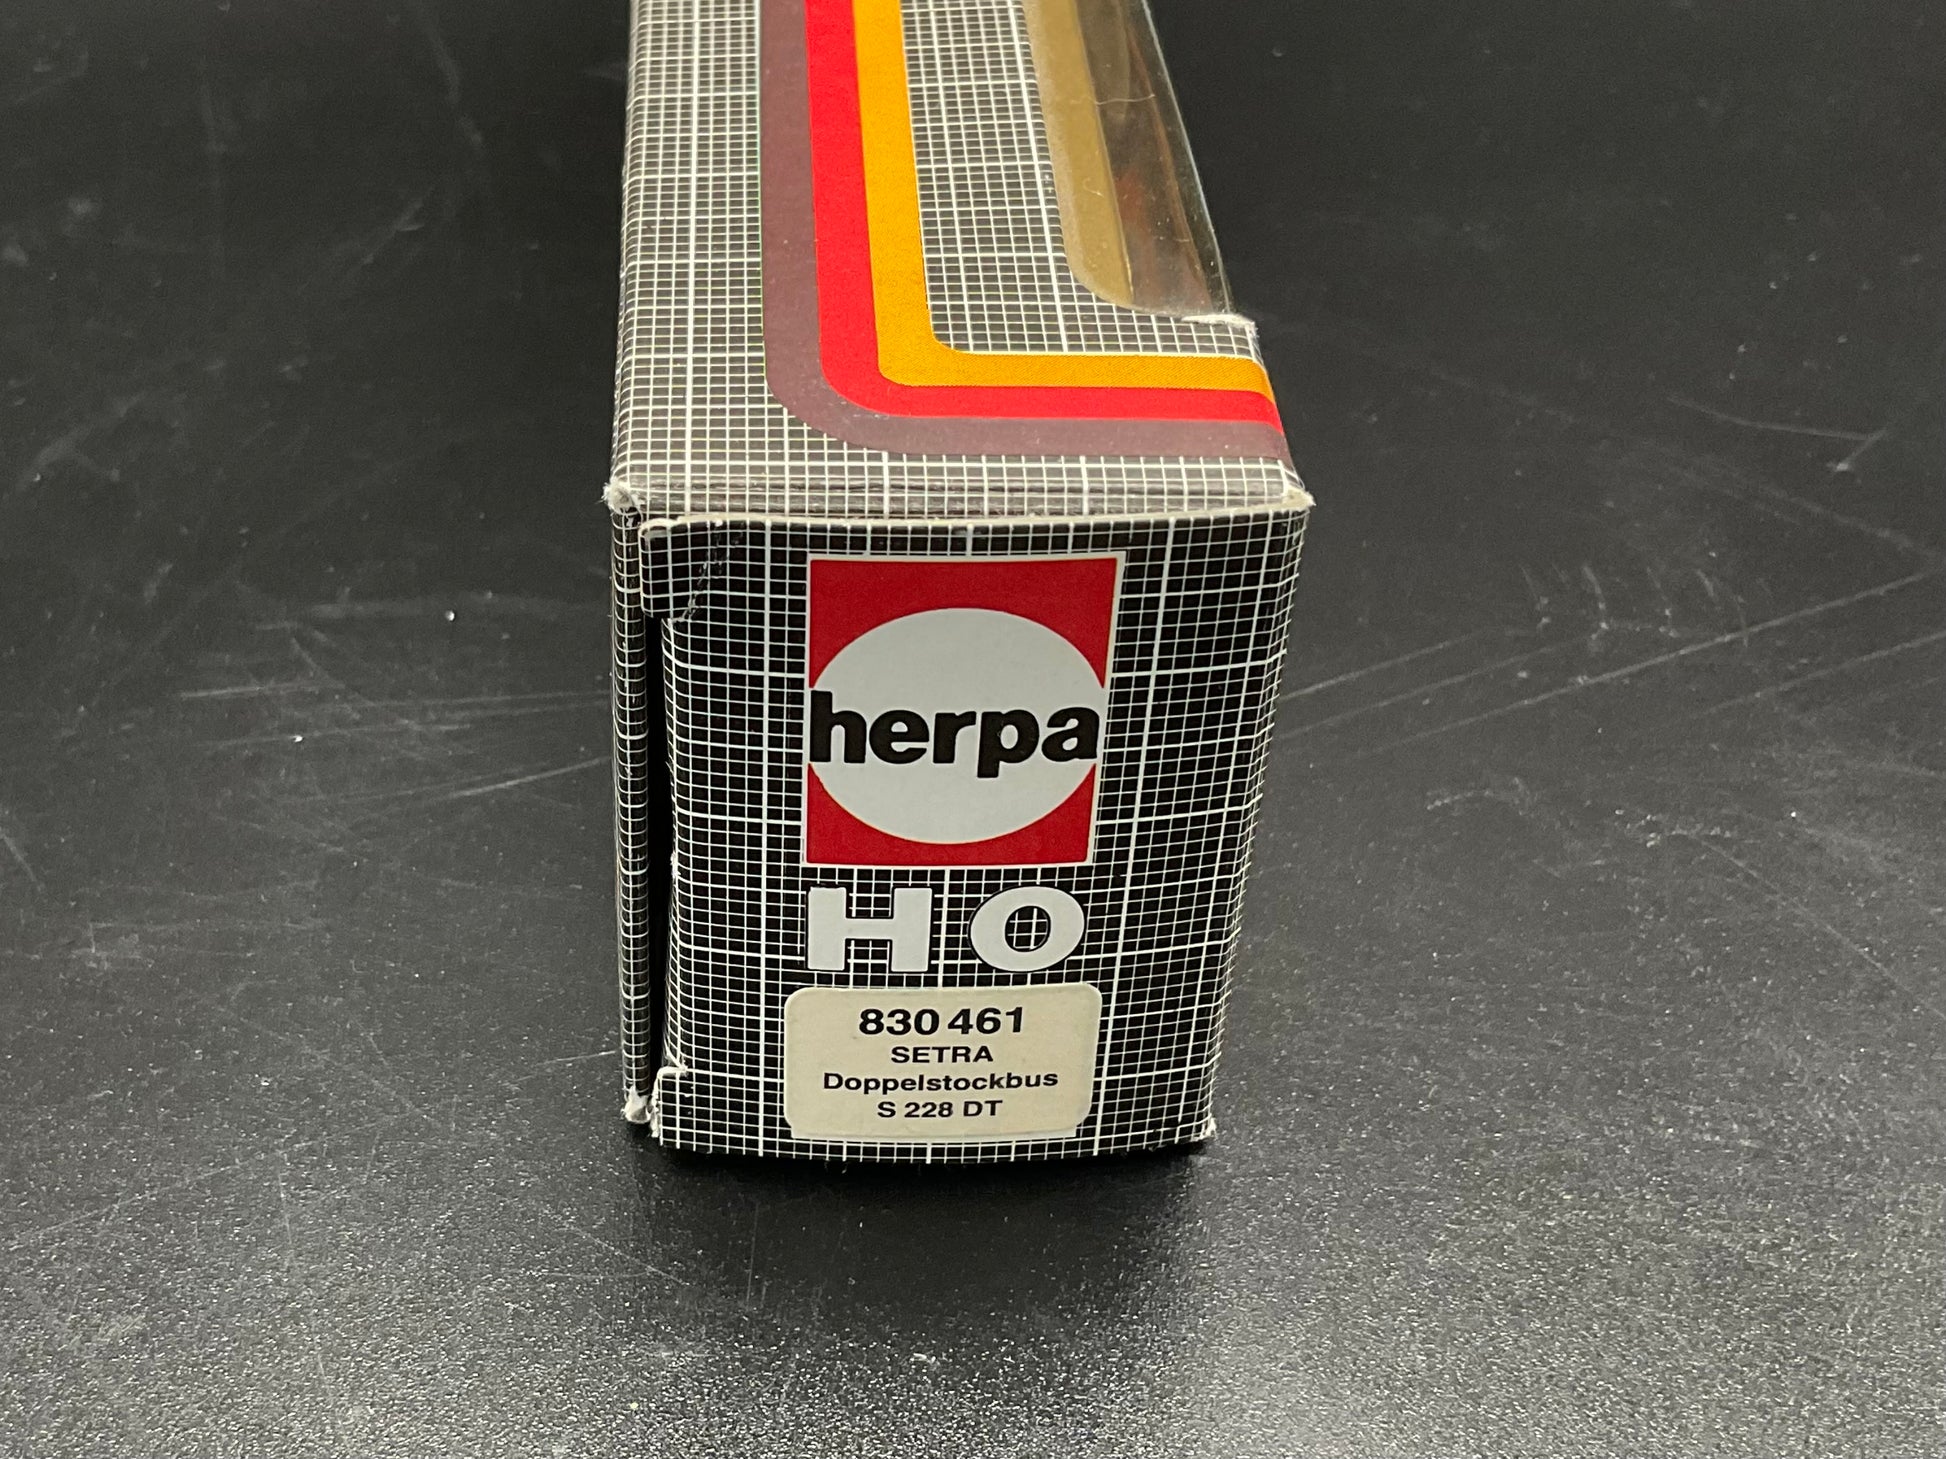 herpa
HO
830 461
SETRA
Doppelstockbus
S 228 DT